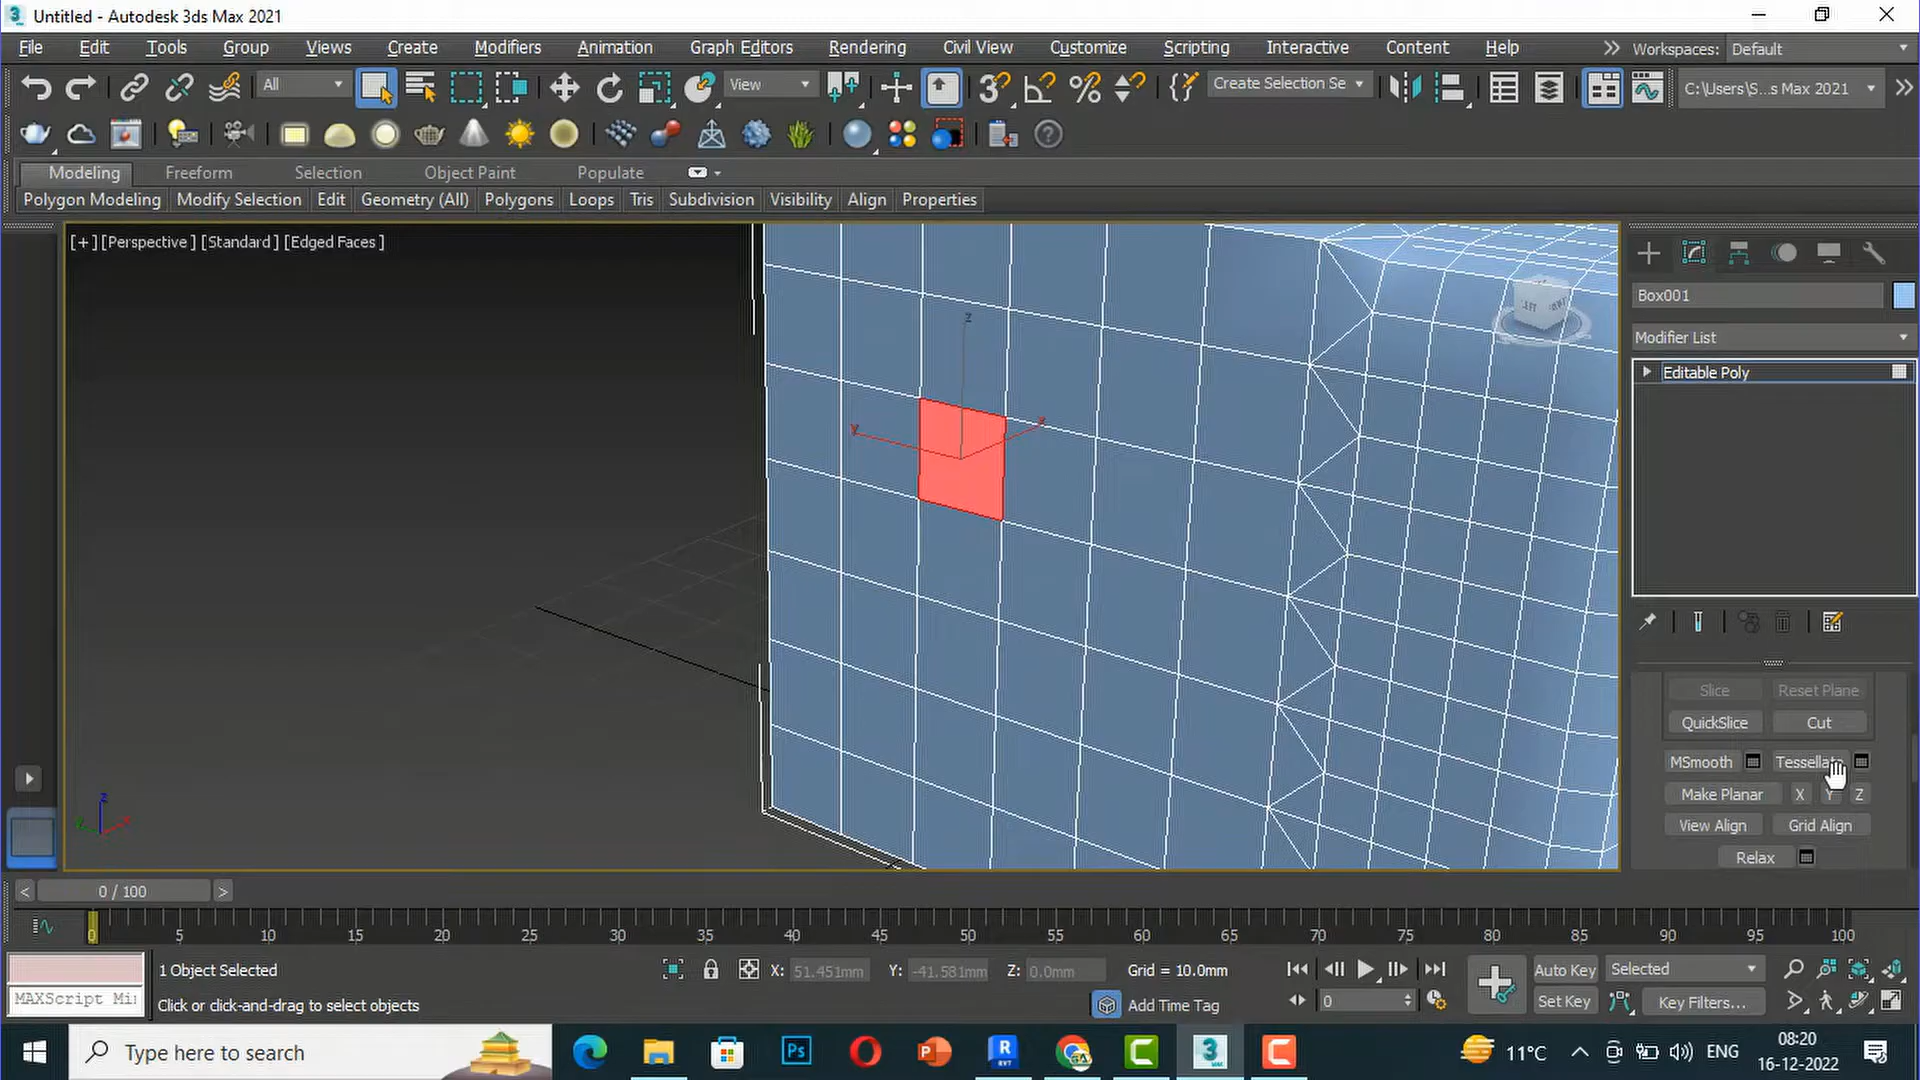 Untitled - Autodesk 3ds Max 2021
File Edit Tools Group Views Create Modifiers Animation Graph Editors Rendering Civil View Customize Scripting Interactive Content Help Workspaces: Default
All View Create Selection Se C:\Users\S...s Max 2021
Modeling Freeform Selection Object Paint Populate
Polygon Modeling Modify Selection Edit Geometry (All) Polygons Loops Tris Subdivision Visibility Align Properties
[+] [Perspective] [Standard] [Edged Faces]
Box001
Modifier List
Editable Poly
z
y
x
Slice Reset Plane
QuickSlice Cut
MSmooth Tessellate
Make Planar X Y Z
View Align Grid Align
Relax
z
< 0 / 100 >
0 5 10 15 20 25 30 35 40 45 50 55 60 65 70 75 80 85 90 95 100
1 Object Selected X: 51.451mm Y: -41.581mm Z: 0.0mm Grid = 10.0mm Auto Key Selected
MAXScript Mi Click or click-and-drag to select objects Add Time Tag 0 Set Key Key Filters...
Type here to search 11°C ENG 08:20
16-12-2022